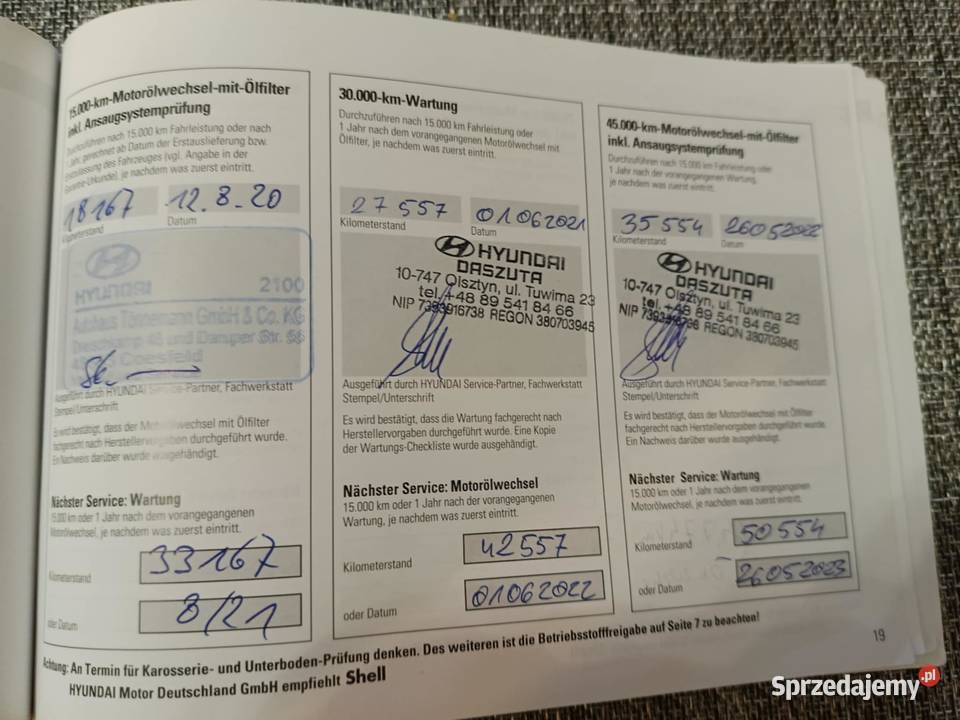 15.000-km-Motorölwechsel-mit-Ölfilter
inkl. Ansaugsystemprüfung
Durchzuführen nach 15.000 km Fahrleistung oder nach
1 Jahr, gerechnet ab Datum der Erstauslieferung bzw.
Erstzulassung des Fahrzeuges (vgl. Angabe in der
Garantie-Urkunde), je nachdem was zuerst eintritt.
18167 12.8.20
Kilometerstand Datum
HYUNDAI 2100
Autohaus Tönnemann GmbH & Co. KG
Dreischkamp 48 und Daruper Str. 56
Coesfeld
Ausgeführt durch HYUNDAI Service-Partner, Fachwerkstatt
Stempel/Unterschrift
Es wird bestätigt, dass der Motorölwechsel mit Ölfilter
fachgerecht nach Herstellervorgaben durchgeführt wurde.
Ein Nachweis darüber wurde ausgehändigt.
Nächster Service: Wartung
15.000 km oder 1 Jahr nach dem vorangegangenen
Motorölwechsel, je nachdem was zuerst eintritt.
Kilometerstand 33167
oder Datum 8/21
30.000-km-Wartung
Durchführen nach 15.000 km Fahrleistung oder
1 Jahr nach dem vorangegangenen Motorölwechsel mit
Ölfilter, je nachdem was zuerst eintritt.
27557 01062021
Kilometerstand Datum
HYUNDAI
DASZUTA
10-747 Olsztyn, ul. Tuwima 23
tel. +48 89 541 84 66
NIP 7393916738 REGON 380703945
Ausgeführt durch HYUNDAI Service-Partner, Fachwerkstatt
Stempel/Unterschrift
Es wird bestätigt, dass die Wartung fachgerecht nach
Herstellervorgaben durchgeführt wurde. Eine Kopie
der Wartungs-Checkliste wurde ausgehändigt.
Nächster Service: Motorölwechsel
15.000 km oder 1 Jahr nach der vorangegangenen
Wartung, je nachdem was zuerst eintritt.
Kilometerstand 42557
oder Datum 01062022
45.000-km-Motorölwechsel-mit-Ölfilter
inkl. Ansaugsystemprüfung
Durchführen nach 15.000 km Fahrleistung oder
1 Jahr nach der vorangegangenen Wartung,
je nachdem was zuerst eintritt.
35554 26052022
Kilometerstand Datum
HYUNDAI
DASZUTA
10-747 Olsztyn, ul. Tuwima 23
tel. +48 89 541 84 66
NIP 7393916738 REGON 380703945
Ausgeführt durch HYUNDAI Service-Partner, Fachwerkstatt
Stempel/Unterschrift
Es wird bestätigt, dass der Motorölwechsel mit Ölfilter
fachgerecht nach Herstellervorgaben durchgeführt wurde.
Ein Nachweis darüber wurde ausgehändigt.
Nächster Service: Wartung
15.000 km oder 1 Jahr nach dem vorangegangenen
Motorölwechsel, je nachdem was zuerst eintritt.
Kilometerstand 50554
oder Datum 26052023
Achtung: An Termin für Karosserie- und Unterboden-Prüfung denken. Des weiteren ist die Betriebsstofffreigabe auf Seite 7 zu beachten!
HYUNDAI Motor Deutschland GmbH empfiehlt Shell
19
Sprzedajemy.pl